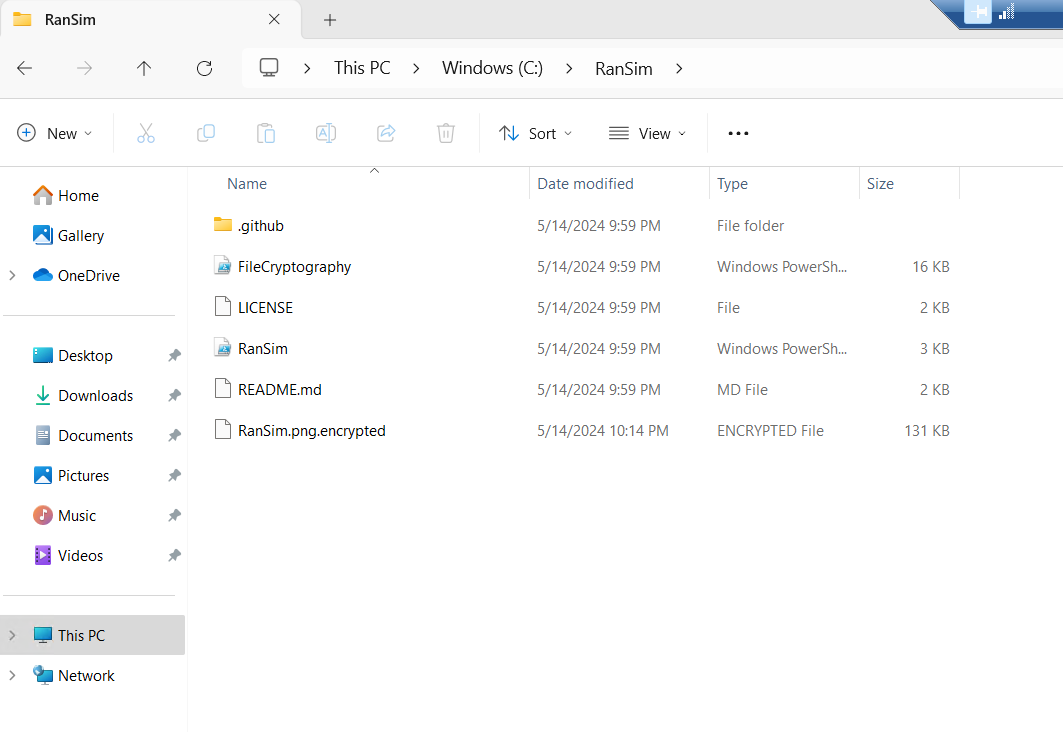 RanSim
This PC > Windows (C:) > RanSim >
New Sort View
Name Date modified Type Size
Home
Gallery
OneDrive
Desktop
Downloads
Documents
Pictures
Music
Videos
This PC
Network
.github 5/14/2024 9:59 PM File folder
FileCryptography 5/14/2024 9:59 PM Windows PowerSh... 16 KB
LICENSE 5/14/2024 9:59 PM File 2 KB
RanSim 5/14/2024 9:59 PM Windows PowerSh... 3 KB
README.md 5/14/2024 9:59 PM MD File 2 KB
RanSim.png.encrypted 5/14/2024 10:14 PM ENCRYPTED File 131 KB